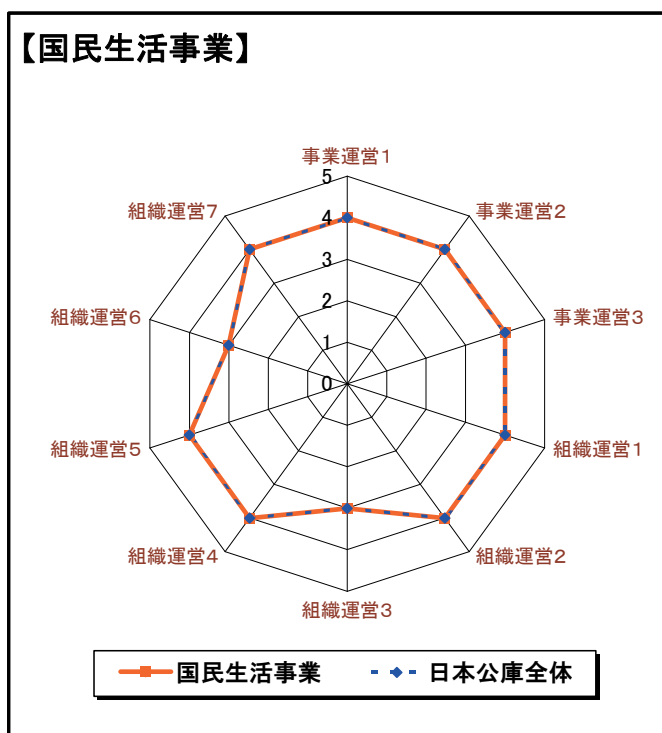 【国民生活事業】
事業運営1
組織運営7
事業運営2
組織運営6
事業運営3
組織運営5
組織運営1
組織運営4
組織運営2
組織運営3
5
4
3
2
1
0
国民生活事業 日本公庫全体